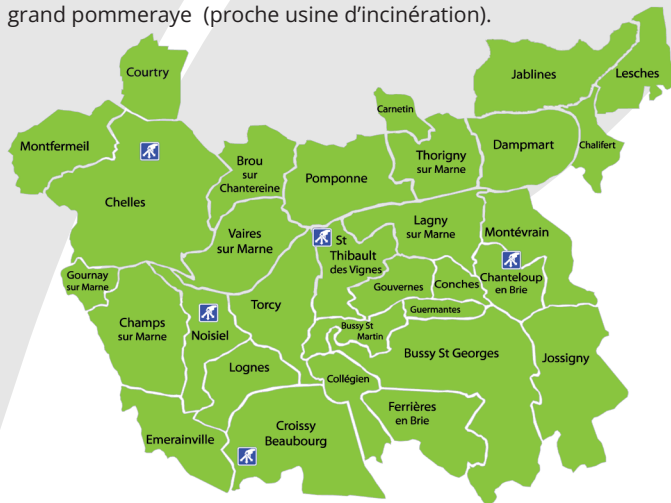 grand pommeraye (proche usine d’incinération).
Courtry
Jablines
Lesches
Carnetin
Montfermeil
Brou
sur
Chantereine
Pomponne
Thorigny
sur Marne
Dampmart
Chalifert
Chelles
Vaires
sur Marne
St
Thibault
des Vignes
Lagny
sur Marne
Montévrain
Gournay
sur Marne
Gouvernes
Conches
Chanteloup
en Brie
Champs
sur Marne
Noisiel
Torcy
Guermantes
Bussy St
Martin
Bussy St Georges
Jossigny
Lognes
Collégien
Ferrières
en Brie
Emerainville
Croissy
Beaubourg